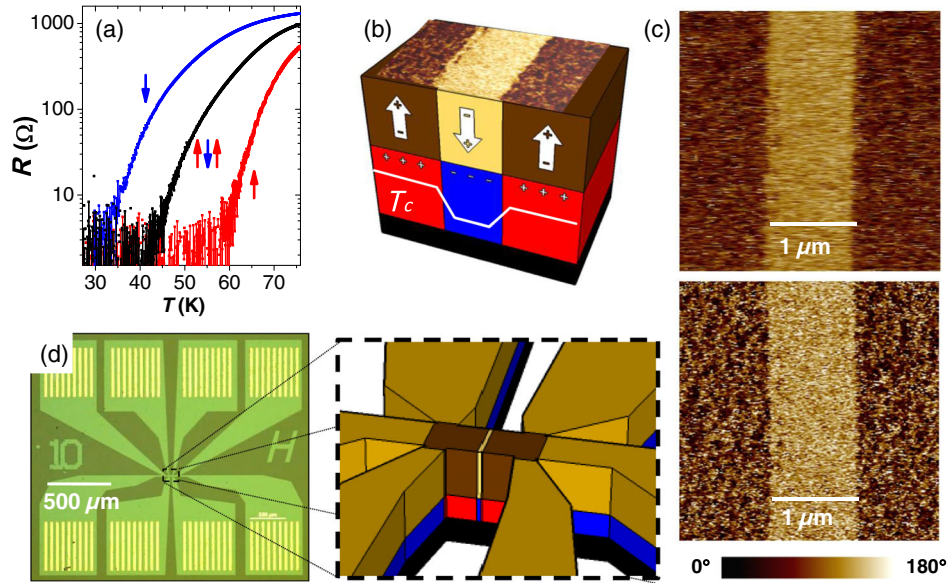 (a)
R (Ω)
1000
100
10
30 40 50 60 70
T (K)
(b)
+
-
-
+
+
-
+ + +
- - -
+ + +
Tc
(c)
1 µm
1 µm
0° 180°
(d)
10
H
500 µm